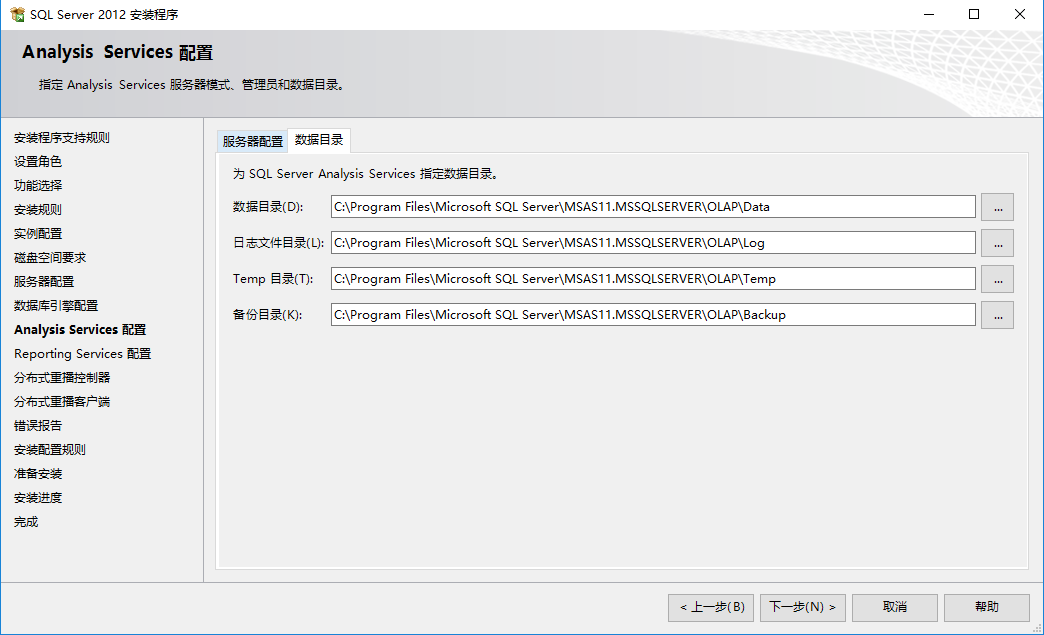 SQL Server 2012 安装程序
Analysis Services 配置
指定 Analysis Services 服务器模式、管理员和数据目录。
安装程序支持规则
设置角色
功能选择
安装规则
实例配置
磁盘空间要求
服务器配置
数据库引擎配置
Analysis Services 配置
Reporting Services 配置
分布式重播控制器
分布式重播客户端
错误报告
安装配置规则
准备安装
安装进度
完成
服务器配置 数据目录
为 SQL Server Analysis Services 指定数据目录。
数据目录(D): C:\Program Files\Microsoft SQL Server\MSAS11.MSSQLSERVER\OLAP\Data ...
日志文件目录(L): C:\Program Files\Microsoft SQL Server\MSAS11.MSSQLSERVER\OLAP\Log ...
Temp 目录(T): C:\Program Files\Microsoft SQL Server\MSAS11.MSSQLSERVER\OLAP\Temp ...
备份目录(K): C:\Program Files\Microsoft SQL Server\MSAS11.MSSQLSERVER\OLAP\Backup ...
< 上一步(B) 下一步(N) > 取消 帮助